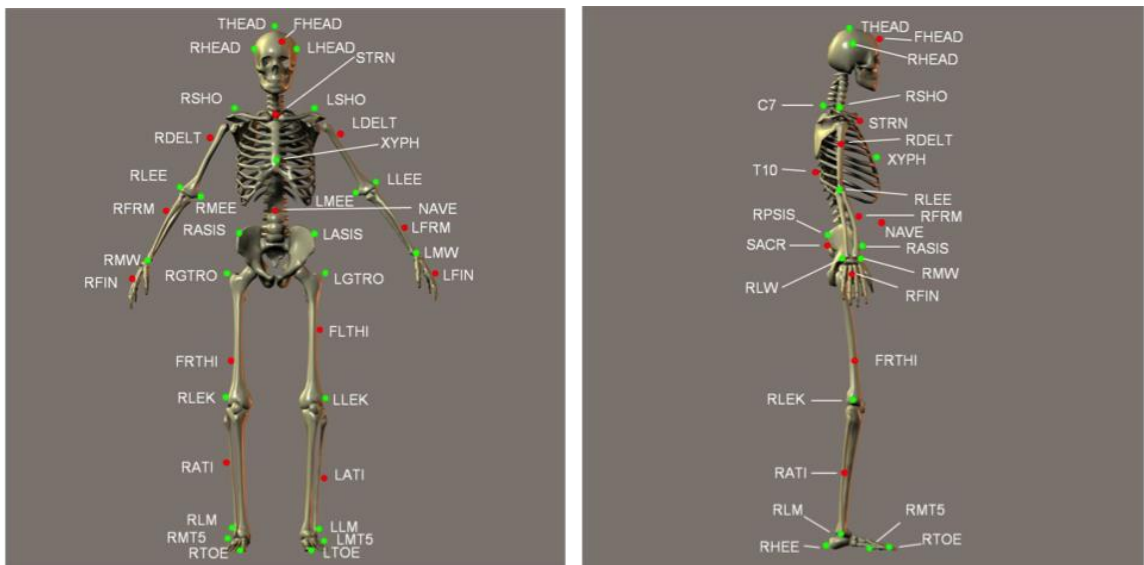 THEAD
FHEAD
RHEAD
LHEAD
STRN
RSHO
LSHO
LDELT
RDELT
XYPH
RLEE
LLEE
LMEE
RFRM
RMEE
NAVE
RASIS
LASIS
LFRM
RMW
LMW
RGTRO
RFIN
LGTRO
LFIN
FLTHI
FRTHI
RLEK
LLEK
RATI
LATI
RLM
LLM
RMT5
LMT5
RTOE
LTOE
THEAD
FHEAD
RHEAD
C7
RSHO
STRN
RDELT
XYPH
T10
RLEE
RFRM
RPSIS
NAVE
SACR
RASIS
RMW
RLW
RFIN
FRTHI
RLEK
RATI
RLM
RMT5
RHEE
RTOE